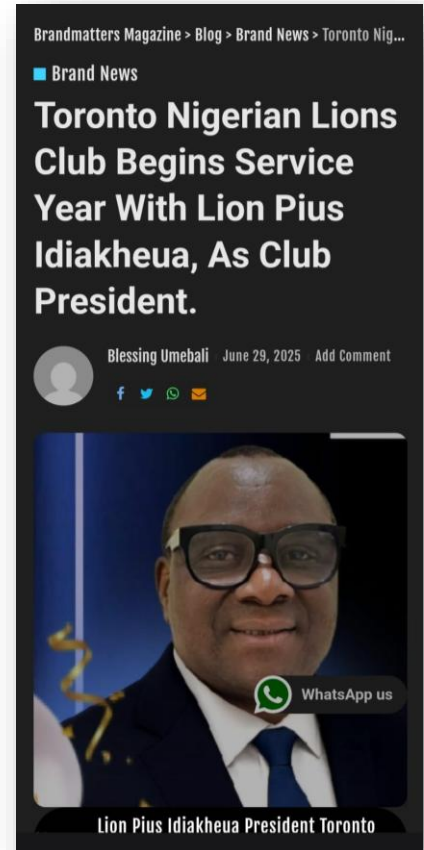 Brandmatters Magazine > Blog > Brand News > Toronto Nig...
Brand News
Toronto Nigerian Lions
Club Begins Service
Year With Lion Pius
Idiakheua, As Club
President.
Blessing Umebali June 29, 2025 Add Comment
WhatsApp us
Lion Pius Idiakheua President Toronto